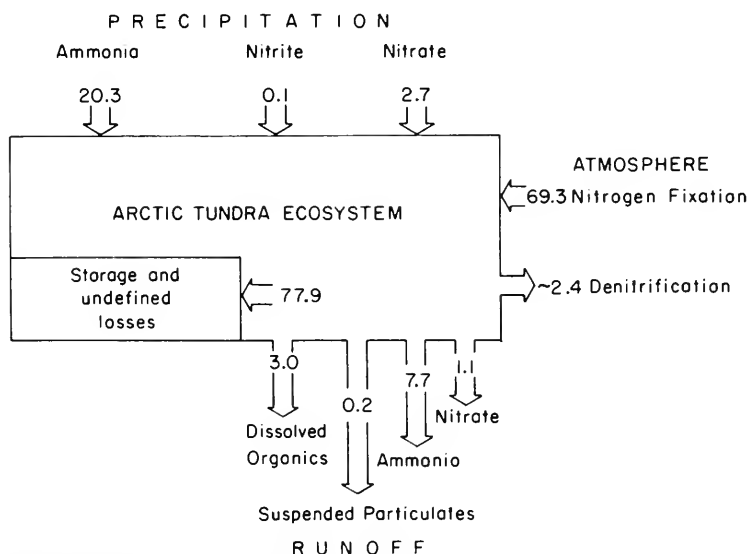 PRECIPITATION
Ammonia Nitrite Nitrate
20.3 0.1 2.7
ATMOSPHERE
69.3 Nitrogen Fixation
ARCTIC TUNDRA ECOSYSTEM
Storage and
undefined
losses
77.9
~2.4 Denitrification
3.0
0.2
7.7
1.1
Dissolved
Organics
Ammonio
Nitrate
Suspended Particulates
RUNOFF